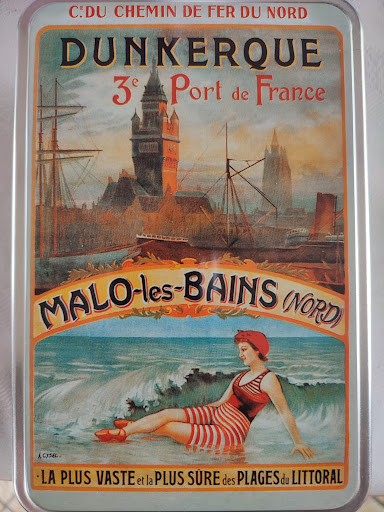 Cie. DU CHEMIN DE FER DU NORD
DUNKERQUE
3e Port de France
MALO-les-BAINS (NORD)
LA PLUS VASTE et la PLUS SÛRE des PLAGES du LITTORAL